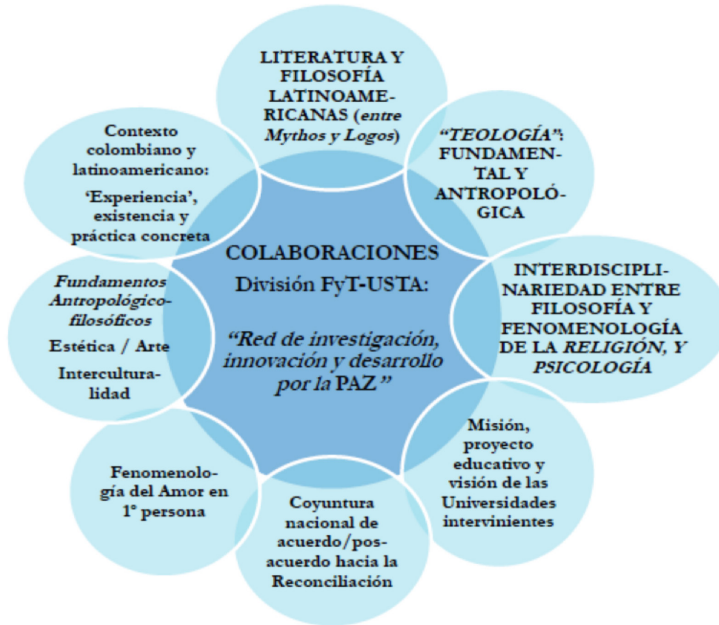 LITERATURA Y
FILOSOFÍA
LATINOAME-
RICANAS (entre
Mythos y Logos)
“TEOLOGÍA”:
FUNDAMEN-
TAL Y
ANTROPOLÓ-
GICA
INTERDISCIPLI-
NARIEDAD ENTRE
FILOSOFÍA Y
FENOMENOLOGÍA
DE LA RELIGIÓN, Y
PSICOLOGÍA
Misión,
proyecto
educativo y
visión de las
Universidades
intervinientes
Coyuntura
nacional de
acuerdo/pos-
acuerdo hacia la
Reconciliación
Fenomenolo-
gía del Amor en
1º persona
Fundamentos
Antropológico-
filosóficos
Estética / Arte
Intercultura-
lidad
Contexto
colombiano y
latinoamericano:
‘Experiencia’,
existencia y
práctica concreta
COLABORACIONES
División FyT-USTA:
“Red de investigación,
innovación y desarrollo
por la PAZ”